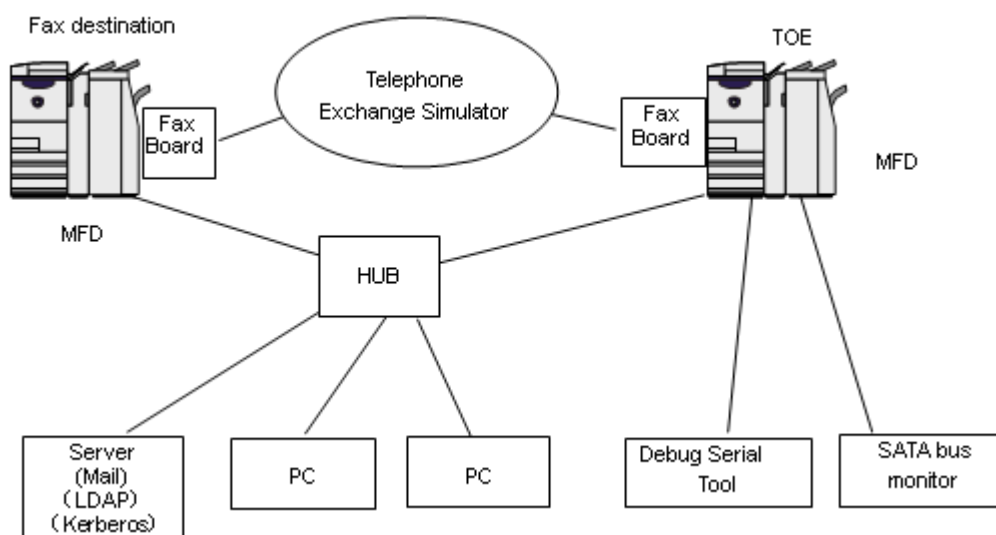 Fax destination
TOE
Telephone
Exchange Simulator
Fax
Board
Fax
Board
MFD
MFD
HUB
Server
(Mail)
(LDAP)
(Kerberos)
PC
PC
Debug Serial
Tool
SATA bus
monitor